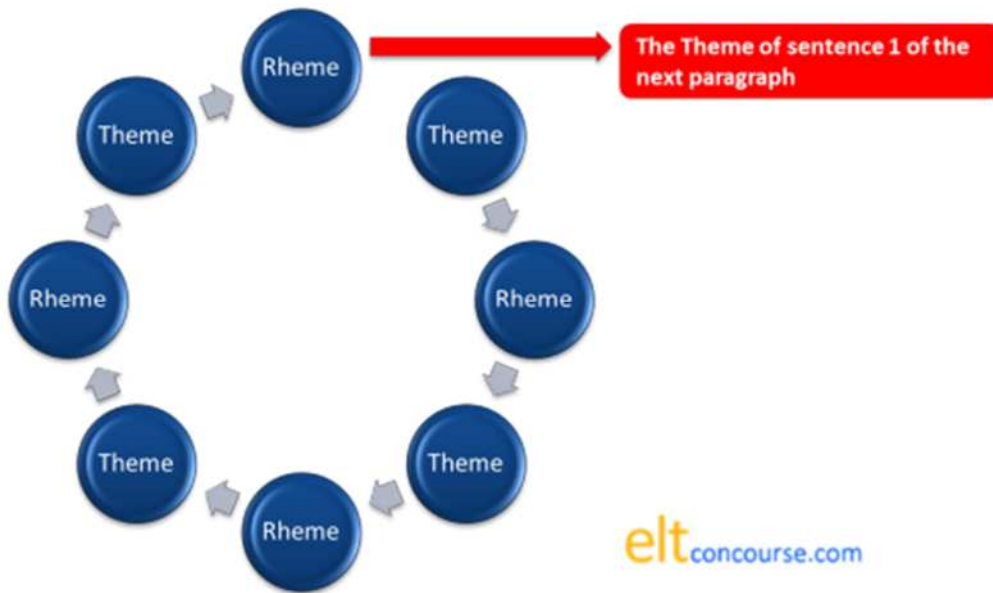 Rheme
The Theme of sentence 1 of the
next paragraph
Theme
Theme
Rheme
Rheme
Theme
Theme
Rheme
eltconcourse.com